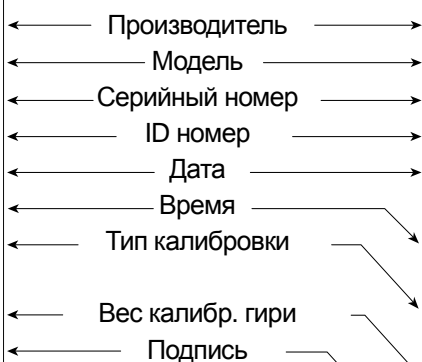 Производитель
Модель
Серийный номер
ID номер
Дата
Время
Тип калибровки
Вес калибр. гири
Подпись